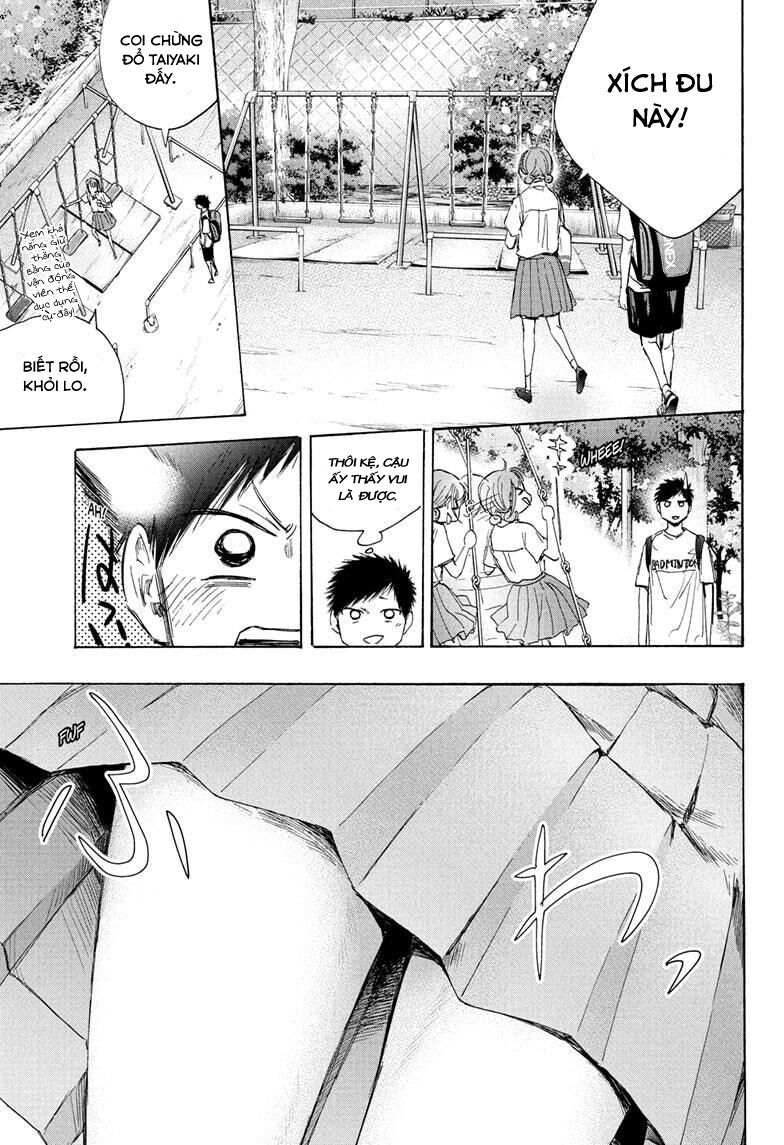 XÍCH ĐU
NÀY!
COI CHỪNG
ĐỔ TAIYAKI
ĐẤY.
Xem khả
năng giữ
thăng
bằng của
vận động
viên thể
dục dụng
cụ đây!
BIẾT RỒI,
KHỎI LO.
WHEEE!
BADMINTON
THÔI KỆ, CẬU
ẤY THẤY VUI
LÀ ĐƯỢC.
AH!
FWF
ふわ